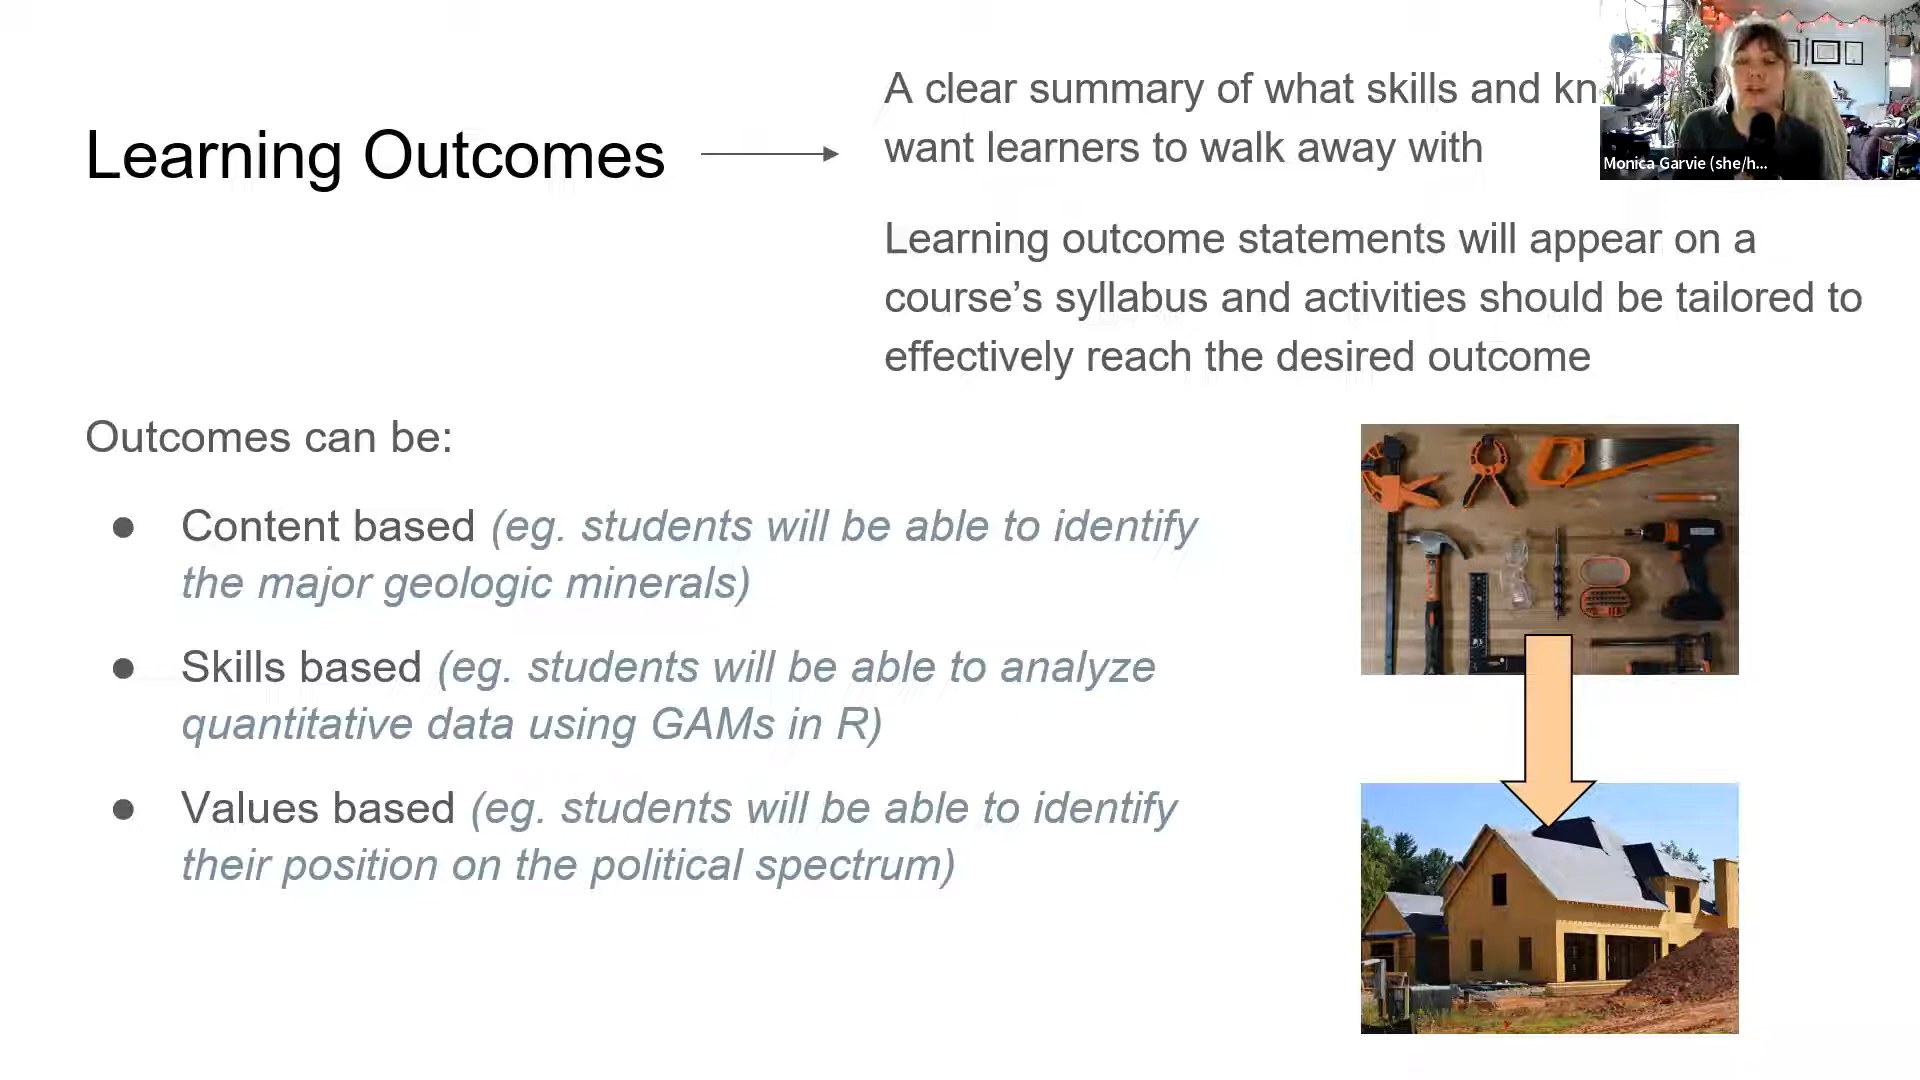 Learning Outcomes
A clear summary of what skills and kn
want learners to walk away with
Learning outcome statements will appear on a
course’s syllabus and activities should be tailored to
effectively reach the desired outcome
Outcomes can be:
● Content based (eg. students will be able to identify
the major geologic minerals)
● Skills based (eg. students will be able to analyze
quantitative data using GAMs in R)
● Values based (eg. students will be able to identify
their position on the political spectrum)
Monica Garvie (she/h...